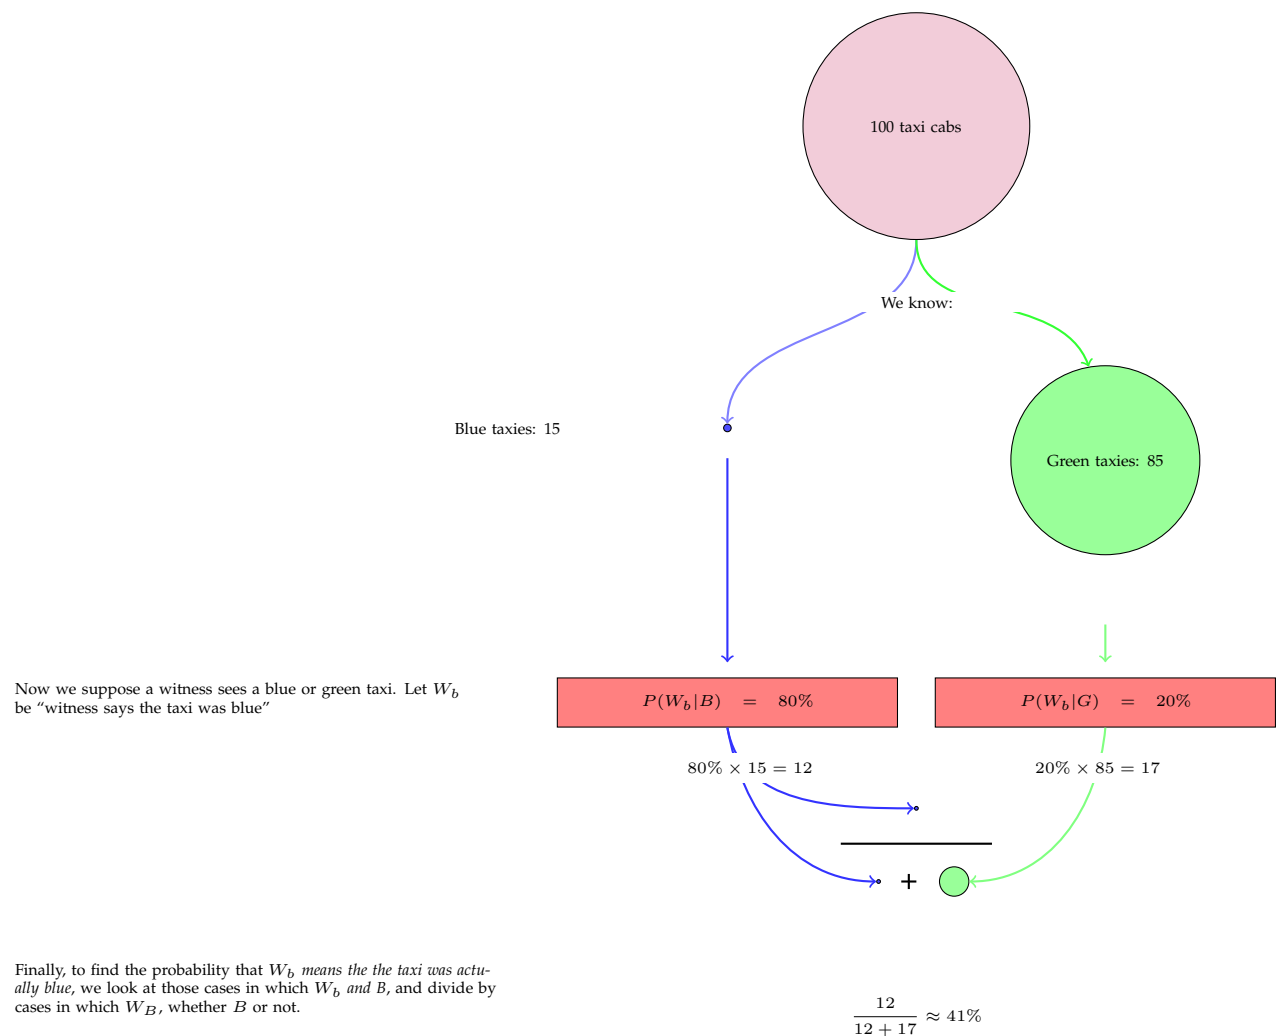 100 taxi cabs
We know:
Blue taxies: 15
Green taxies: 85
Now we suppose a witness sees a blue or green taxi. Let W_b
be “witness says the taxi was blue”
P(W_b|B) = 80%
P(W_b|G) = 20%
80% × 15 = 12
20% × 85 = 17
+
Finally, to find the probability that W_b means the the taxi was actu-
ally blue, we look at those cases in which W_b and B, and divide by
cases in which W_B, whether B or not.
12
12 + 17
≈ 41%